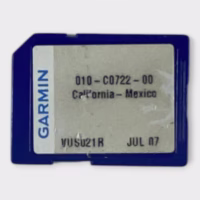 GARMIN
010-C0722-00
California-Mexico
VUS021R JUL 07